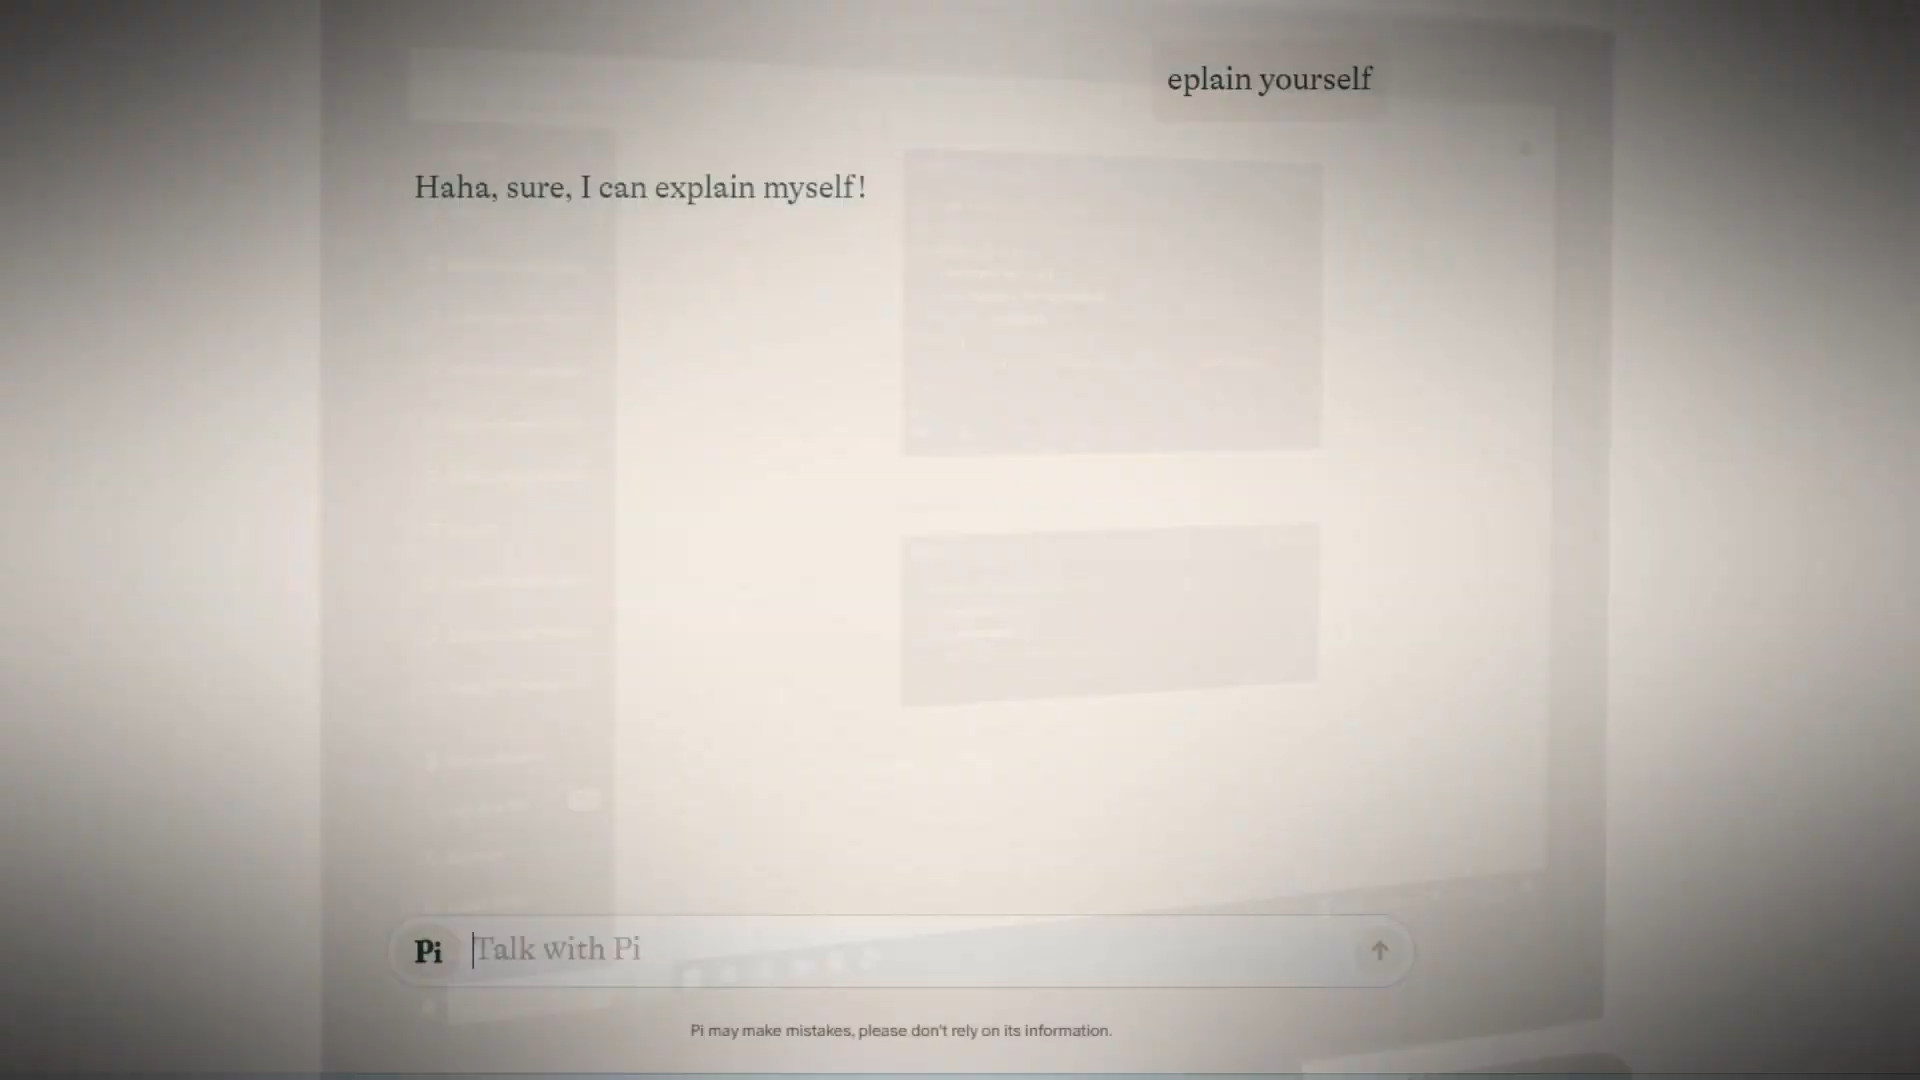 eplain yourself
Haha, sure, I can explain myself!
Pi
Talk with Pi
Pi may make mistakes, please don't rely on its information.